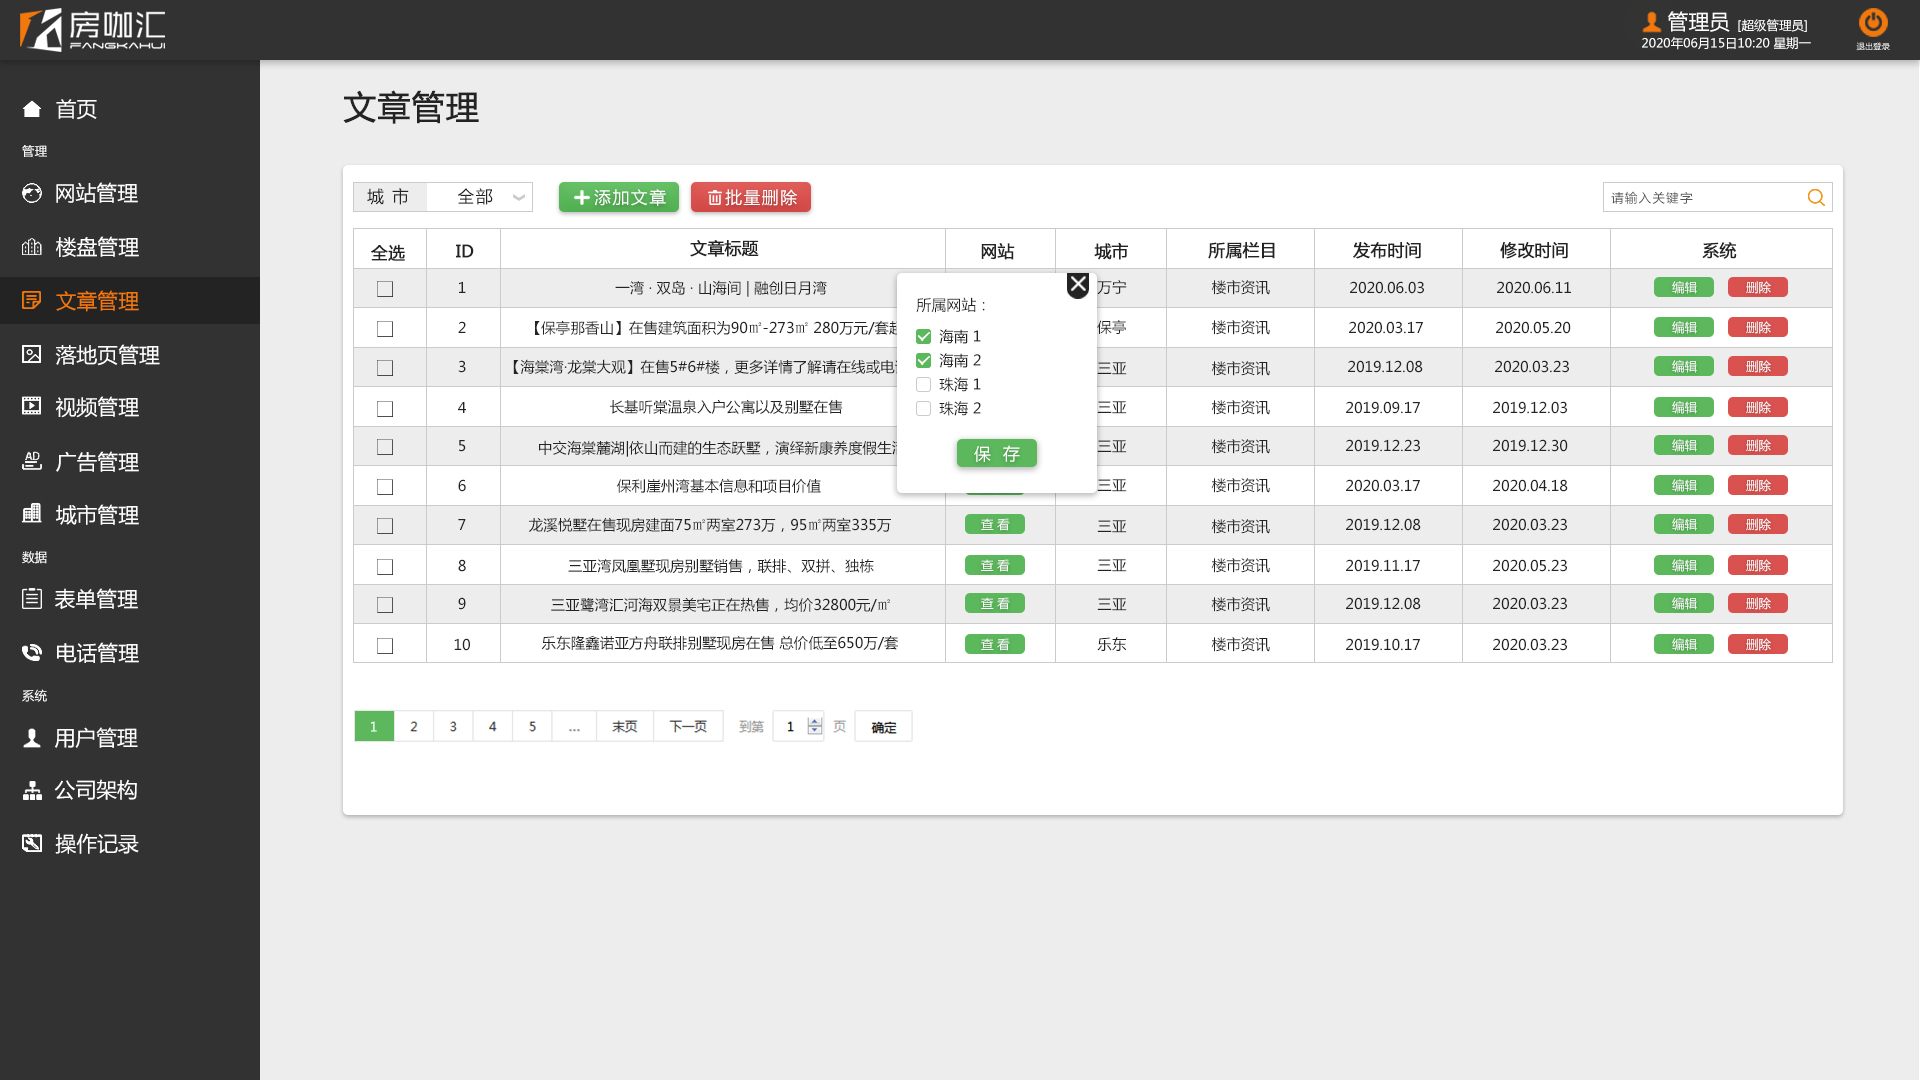 房咖汇
FANGKAHUI
管理员 [超级管理员]
2020年06月15日10:20 星期一
退出登录
首页
管理
网站管理
楼盘管理
文章管理
落地页管理
视频管理
AD
广告管理
城市管理
数据
表单管理
电话管理
系统
用户管理
公司架构
操作记录
文章管理
城 市 全部 添加文章 批量删除 请输入关键字
全选 ID 文章标题 网站 城市 所属栏目 发布时间 修改时间 系统
1 一湾 · 双岛 · 山海间 | 融创日月湾 万宁 楼市资讯 2020.06.03 2020.06.11 编辑 删除
2 【保亭那香山】在售建筑面积为90㎡-273㎡ 280万元/套 保亭 楼市资讯 2020.03.17 2020.05.20 编辑 删除
3 【海棠湾·龙棠大观】在售5#6#楼，更多详情了解请在线或电 三亚 楼市资讯 2019.12.08 2020.03.23 编辑 删除
4 长基听棠温泉入户公寓以及别墅在售 三亚 楼市资讯 2019.09.17 2019.12.03 编辑 删除
5 中交海棠麓湖|依山而建的生态跃墅，演绎新康养度假生 三亚 楼市资讯 2019.12.23 2019.12.30 编辑 删除
6 保利崖州湾基本信息和项目价值 三亚 楼市资讯 2020.03.17 2020.04.18 编辑 删除
7 龙溪悦墅在售现房建面75㎡两室273万，95㎡两室335万 查看 三亚 楼市资讯 2019.12.08 2020.03.23 编辑 删除
8 三亚湾凤凰墅现房别墅销售，联排、双拼、独栋 查看 三亚 楼市资讯 2019.11.17 2020.05.23 编辑 删除
9 三亚鹭湾汇河海双景美宅正在热售，均价32800元/㎡ 查看 三亚 楼市资讯 2019.12.08 2020.03.23 编辑 删除
10 乐东隆鑫诺亚方舟联排别墅现房在售 总价低至650万/套 查看 乐东 楼市资讯 2019.10.17 2020.03.23 编辑 删除
所属网站：
海南 1
海南 2
珠海 1
珠海 2
保 存
1 2 3 4 5 ... 末页 下一页 到第 1 页 确定